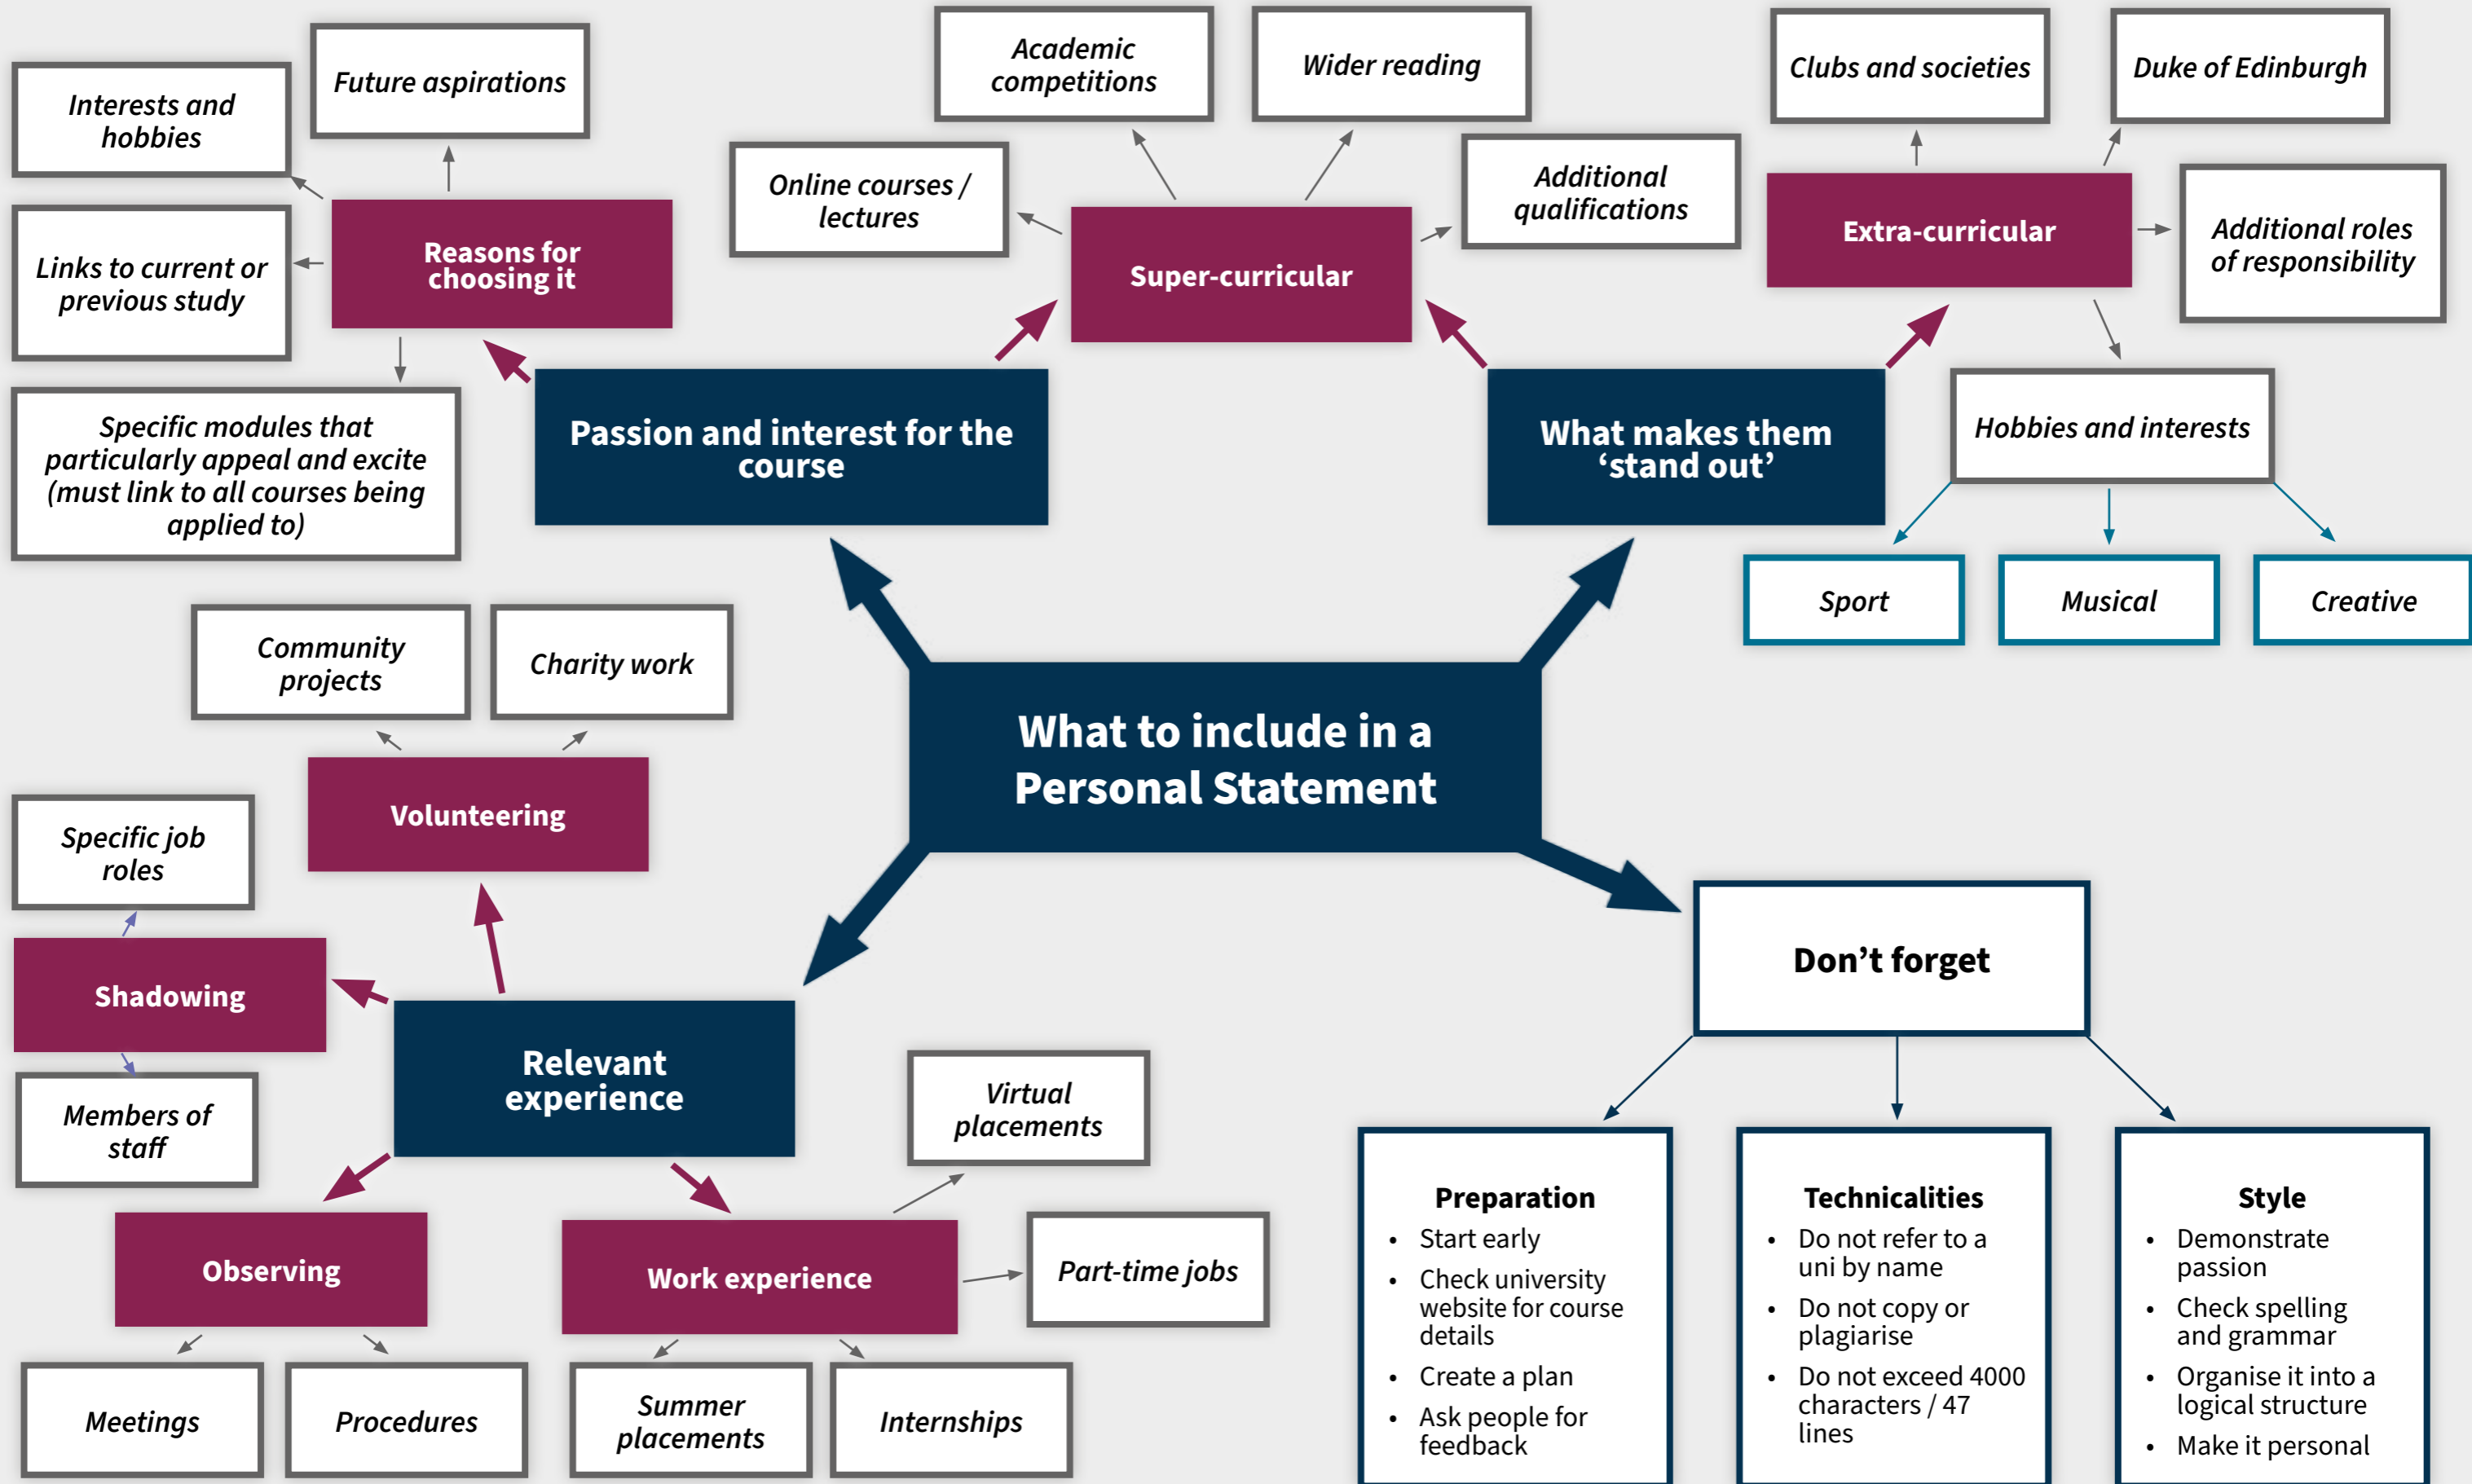 Future aspirations
Interests and
hobbies
Links to current or
previous study
Reasons for
choosing it
Specific modules that
particularly appeal and excite
(must link to all courses being
applied to)
Passion and interest for the
course
Academic
competitions
Wider reading
Online courses /
lectures
Additional
qualifications
Super-curricular
Clubs and societies
Duke of Edinburgh
Extra-curricular
Additional roles
of responsibility
What makes them
‘stand out’
Hobbies and interests
Sport
Musical
Creative
What to include in a
Personal Statement
Community
projects
Charity work
Volunteering
Specific job
roles
Shadowing
Members of
staff
Relevant
experience
Observing
Meetings
Procedures
Work experience
Virtual
placements
Part-time jobs
Summer
placements
Internships
Don’t forget
Preparation
• Start early
• Check university
website for course
details
• Create a plan
• Ask people for
feedback
Technicalities
• Do not refer to a
uni by name
• Do not copy or
plagiarise
• Do not exceed 4000
characters / 47
lines
Style
• Demonstrate
passion
• Check spelling
and grammar
• Organise it into a
logical structure
• Make it personal